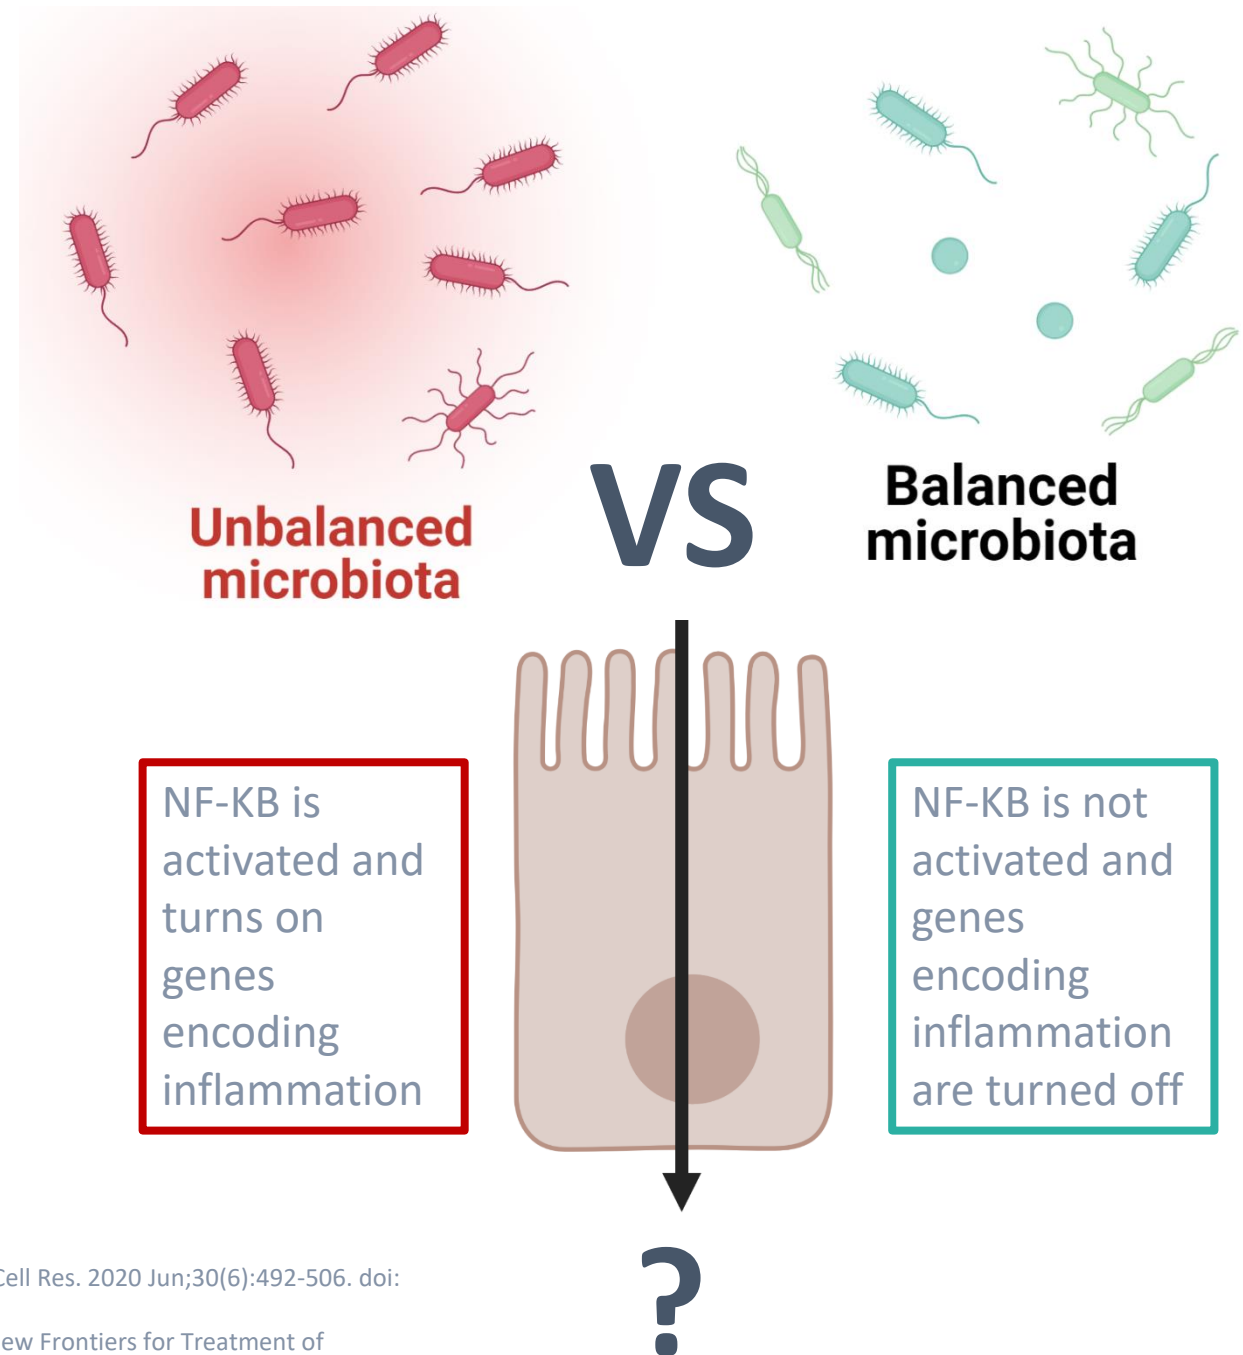 Unbalanced
microbiota
VS
Balanced
microbiota
NF-KB is
activated and
turns on
genes
encoding
inflammation
NF-KB is not
activated and
genes
encoding
inflammation
are turned off
?
Cell Res. 2020 Jun;30(6):492-506. doi:
ew Frontiers for Treatment of